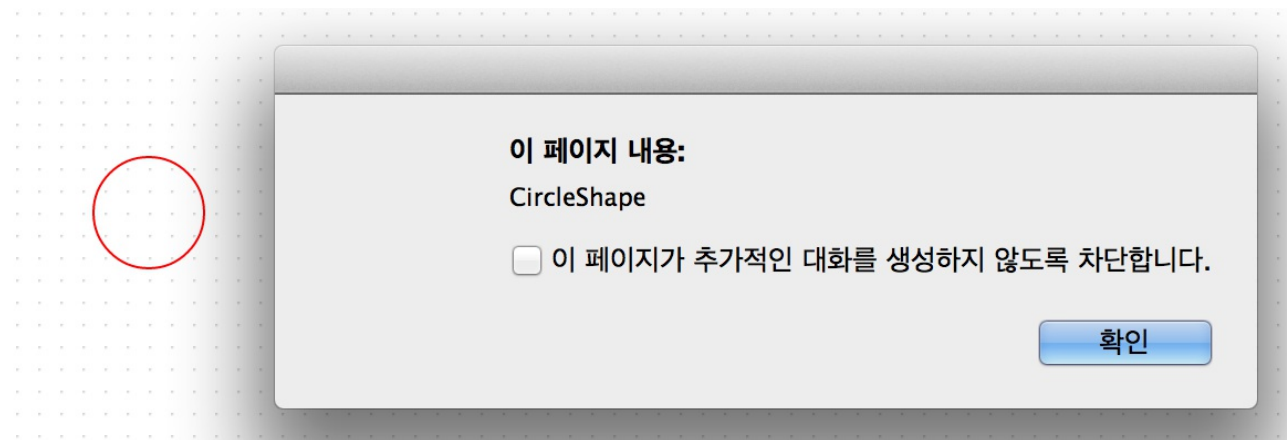 이 페이지 내용:
CircleShape
이 페이지가 추가적인 대화를 생성하지 않도록 차단합니다.
확인